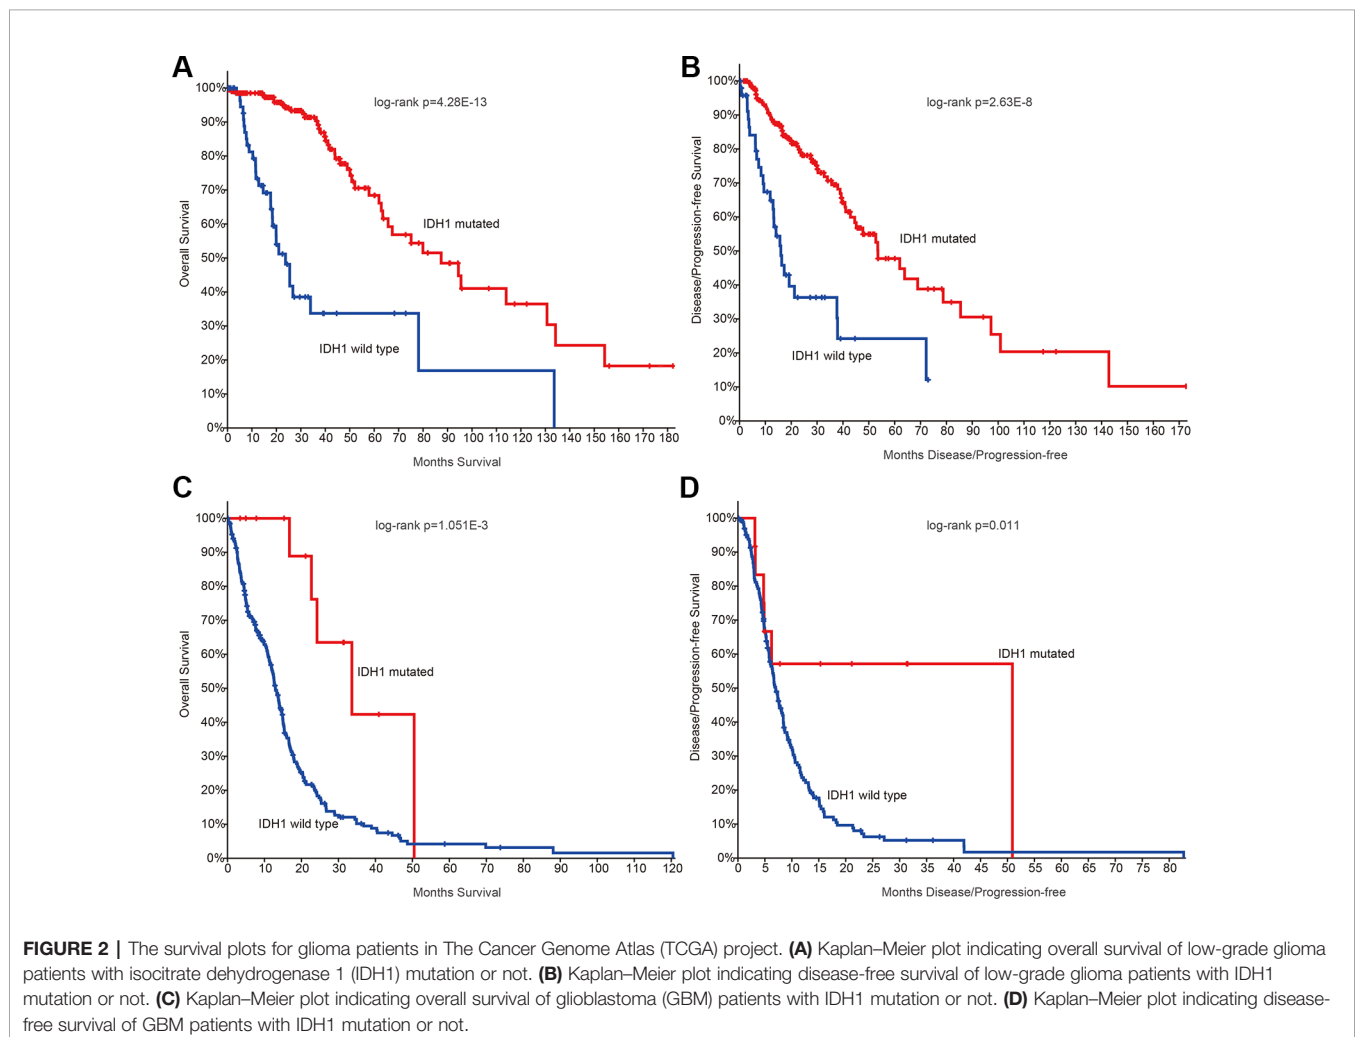 A
log-rank p=4.28E-13
100%
90%
80%
70%
60%
50%
40%
30%
20%
10%
0%
Overall Survival
IDH1 mutated
IDH1 wild type
0 10 20 30 40 50 60 70 80 90 100 110 120 130 140 150 160 170 180
Months Survival
B
log-rank p=2.63E-8
100%
90%
80%
70%
60%
50%
40%
30%
20%
10%
0%
Disease/Progression-free Survival
IDH1 mutated
IDH1 wild type
0 10 20 30 40 50 60 70 80 90 100 110 120 130 140 150 160 170
Months Disease/Progression-free
C
log-rank p=1.051E-3
100%
90%
80%
70%
60%
50%
40%
30%
20%
10%
0%
Overall Survival
IDH1 mutated
IDH1 wild type
0 10 20 30 40 50 60 70 80 90 100 110 120
Months Survival
D
log-rank p=0.011
100%
90%
80%
70%
60%
50%
40%
30%
20%
10%
0%
Disease/Progression-free Survival
IDH1 mutated
IDH1 wild type
0 5 10 15 20 25 30 35 40 45 50 55 60 65 70 75 80
Months Disease/Progression-free
FIGURE 2 | The survival plots for glioma patients in The Cancer Genome Atlas (TCGA) project. (A) Kaplan–Meier plot indicating overall survival of low-grade glioma
patients with isocitrate dehydrogenase 1 (IDH1) mutation or not. (B) Kaplan–Meier plot indicating disease-free survival of low-grade glioma patients with IDH1
mutation or not. (C) Kaplan–Meier plot indicating overall survival of glioblastoma (GBM) patients with IDH1 mutation or not. (D) Kaplan–Meier plot indicating disease-
free survival of GBM patients with IDH1 mutation or not.